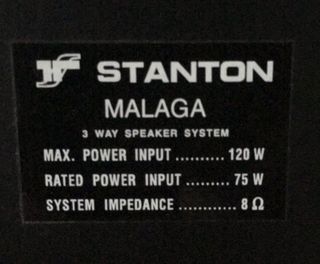 STANTON
MALAGA
3 WAY SPEAKER SYSTEM
MAX. POWER INPUT .......... 120 W
RATED POWER INPUT ......... 75 W
SYSTEM IMPEDANCE ............ 8 Ω